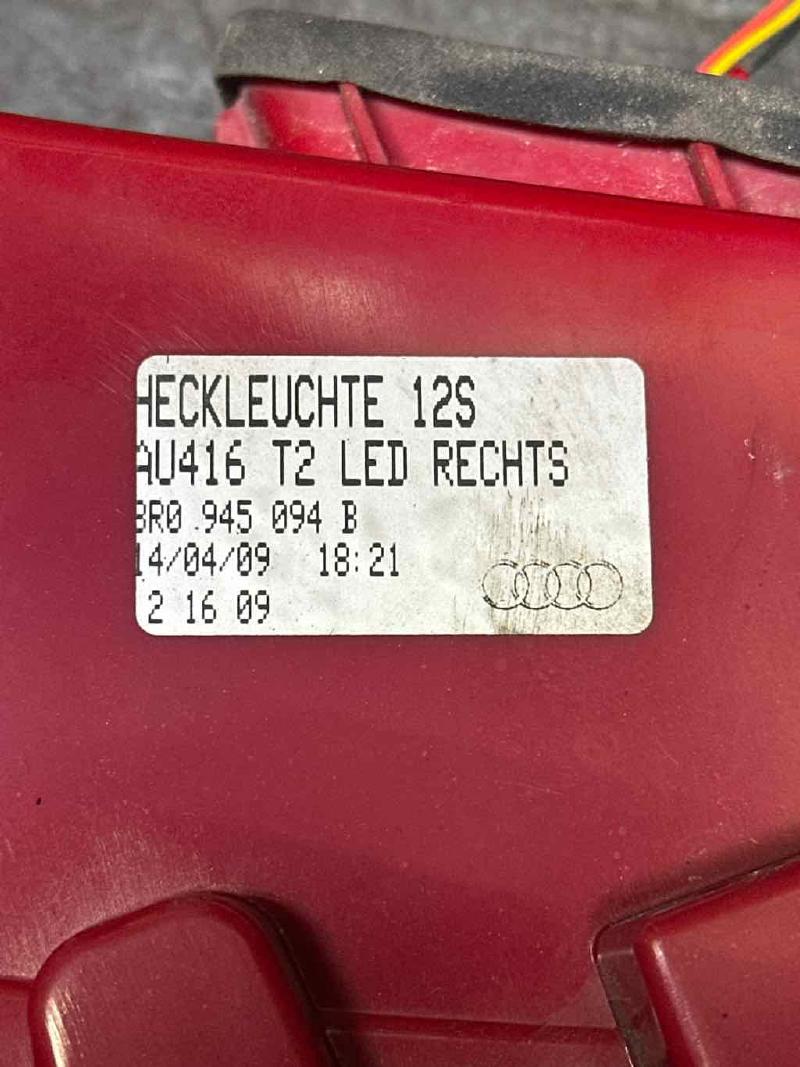 HECKLEUCHTE 12S
AU416 T2 LED RECHTS
8R0 945 094 B
14/04/09 18:21
2 16 09